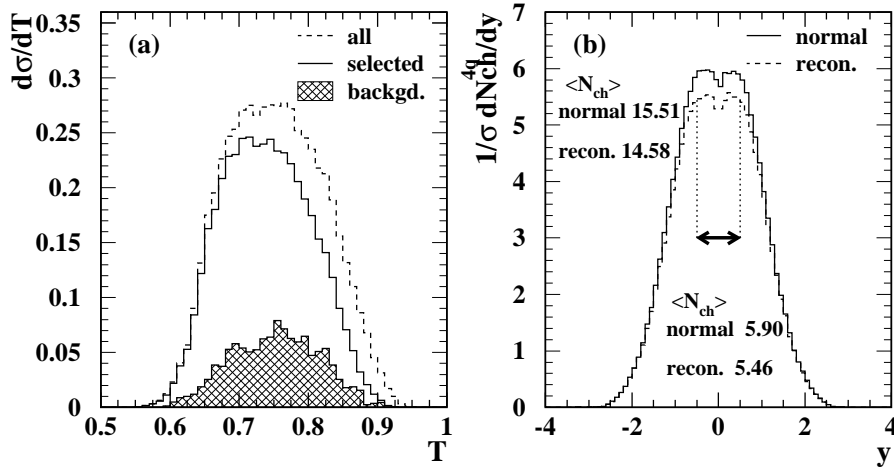 (a)
all
selected
backgd.
dσ/dT
0.35
0.3
0.25
0.2
0.15
0.1
0.05
0
0.5
0.6
0.7
0.8
0.9
1
T
(b)
normal
recon.
1/σ dNch/dy
4q
<N_ch>
normal 15.51
recon. 14.58
8
7
6
5
4
3
2
1
0
<N_ch>
normal 5.90
recon. 5.46
-4
-2
0
2
4
y